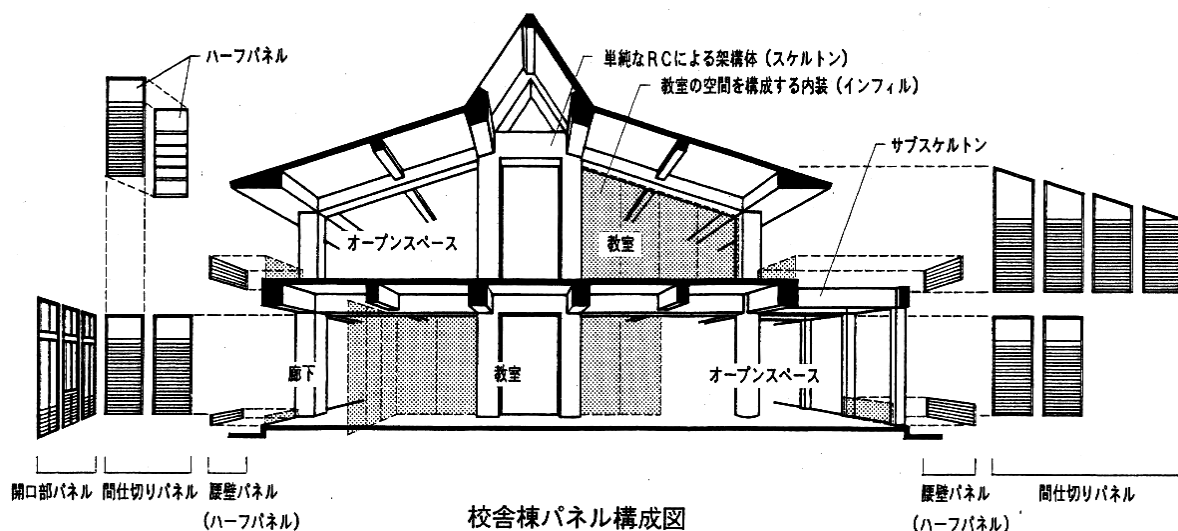 ハーフパネル
単純なRCによる架構体(スケルトン)
教室の空間を構成する内装(インフィル)
サブスケルトン
オープンスペース
教室
廊下
教室
オープンスペース
開口部パネル
間仕切りパネル
腰壁パネル
(ハーフパネル)
腰壁パネル
(ハーフパネル)
間仕切りパネル
校舎棟パネル構成図